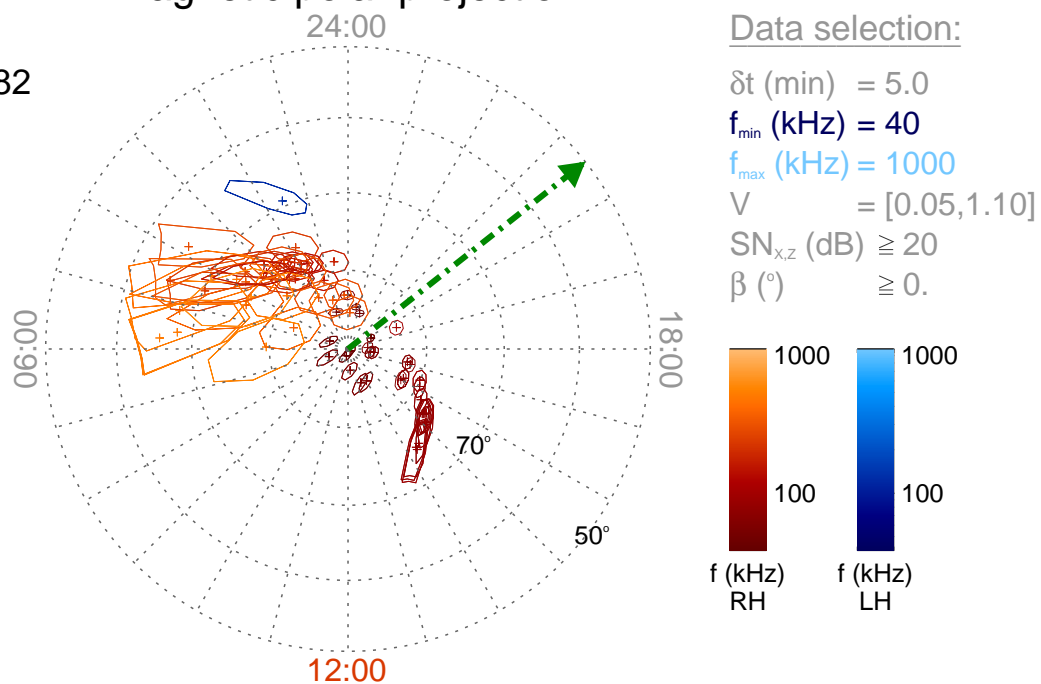 24:00
82
06:00
18:00
12:00
70°
50°
Data selection:
δt (min) = 5.0
fmin (kHz) = 40
fmax (kHz) = 1000
V = [0.05,1.10]
SNx,z (dB) ≧ 20
β (°) ≧ 0.
1000
1000
100
100
f (kHz)
RH
f (kHz)
LH